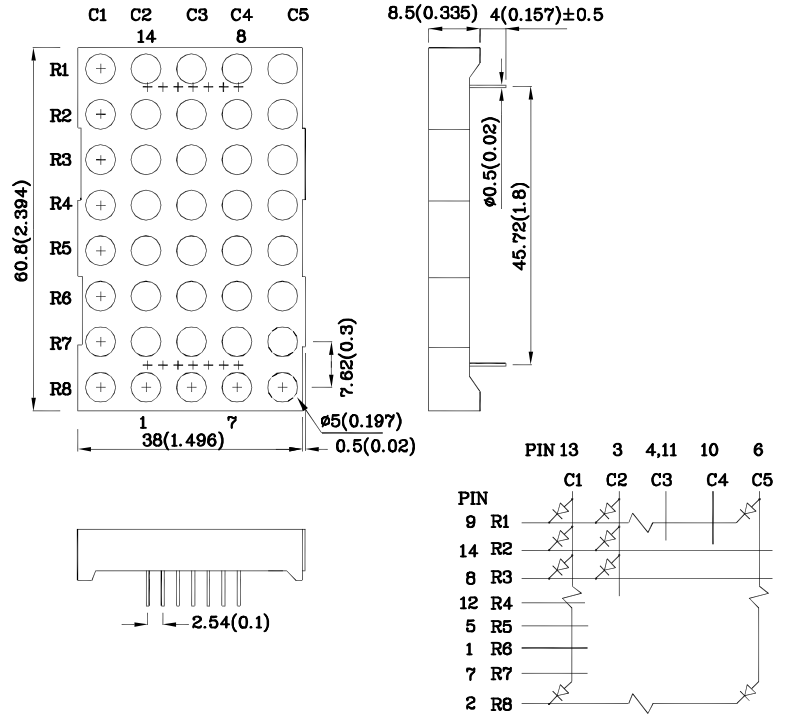 C1 C2 C3 C4 C5
14 8
R1
R2
R3
R4
R5
R6
R7
R8
60.8(2.394)
1 7
38(1.496)
7.62(0.3)
ø5(0.197)
0.5(0.02)
8.5(0.335) 4(0.157)±0.5
ø0.5(0.02)
45.72(1.8)
2.54(0.1)
PIN 13 3 4,11 10 6
C1 C2 C3 C4 C5
PIN
9 R1
14 R2
8 R3
12 R4
5 R5
1 R6
7 R7
2 R8